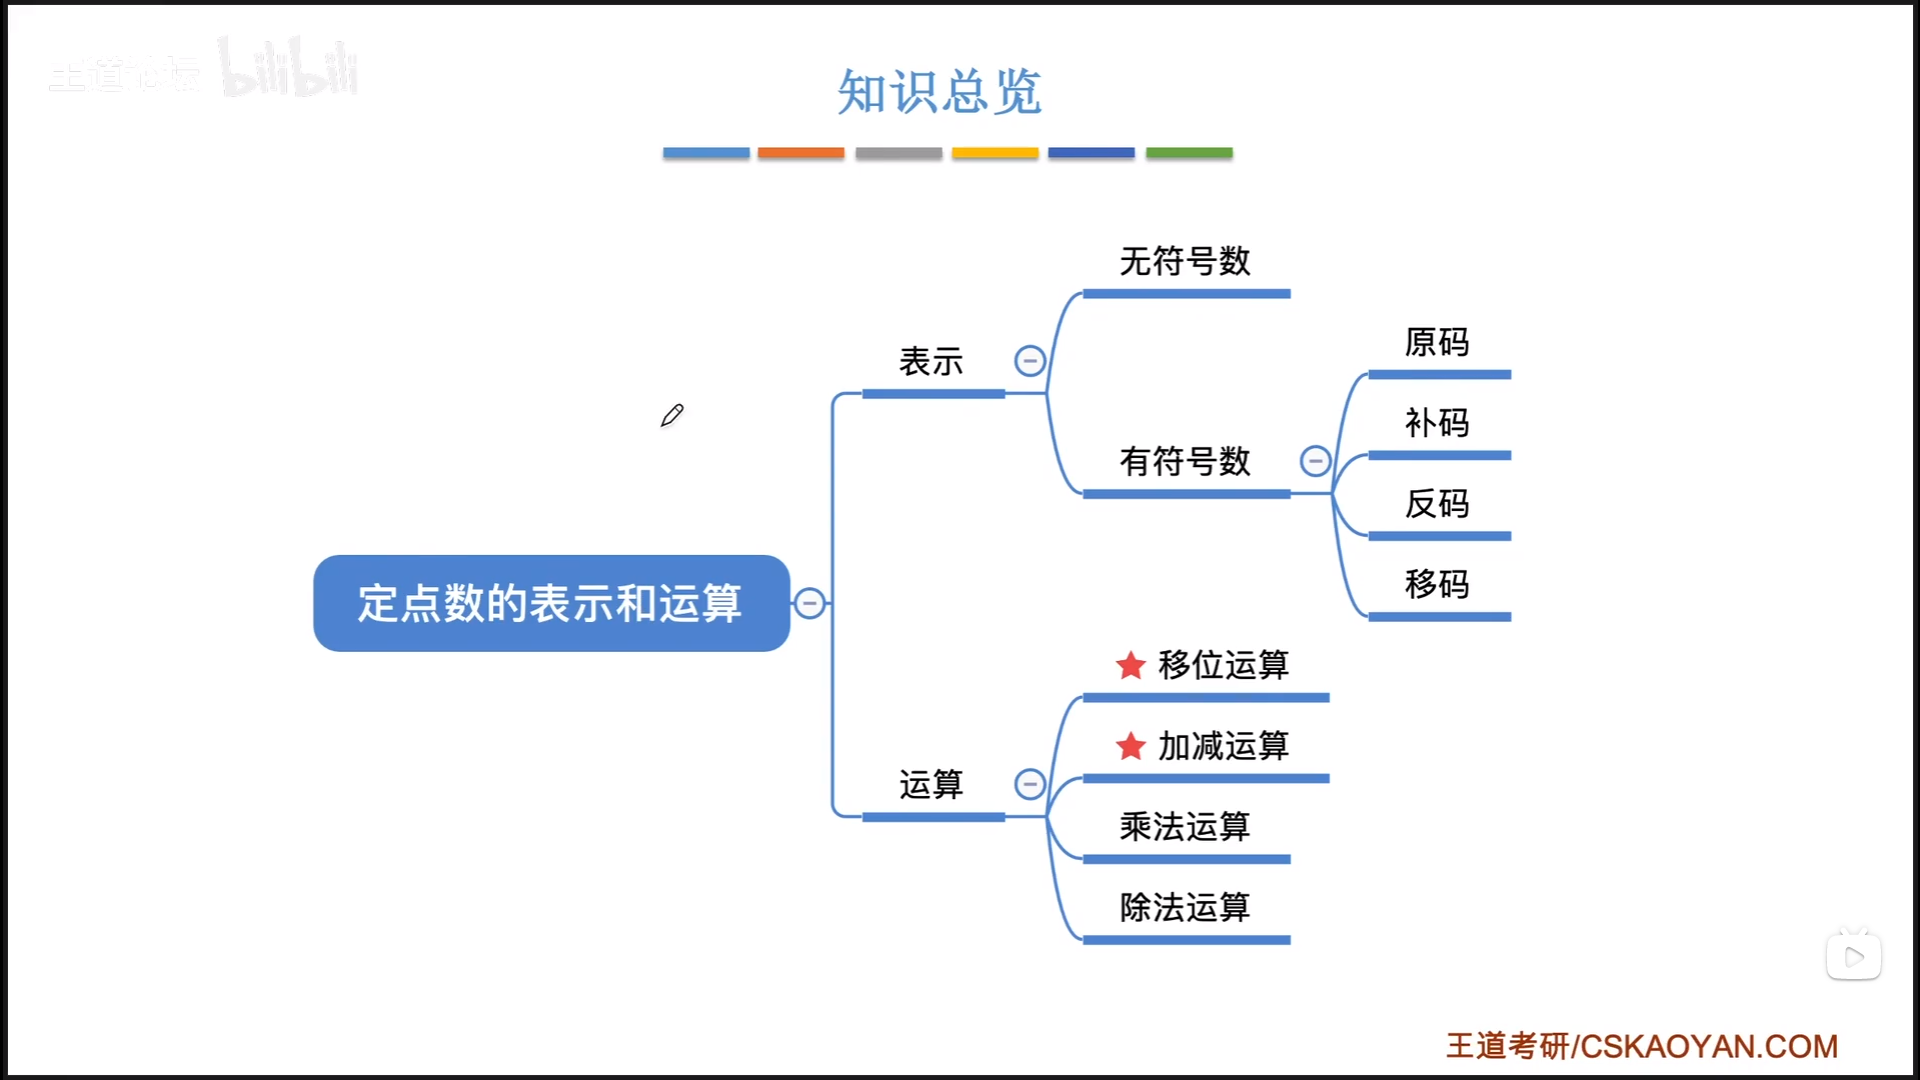 王道论坛 bilibili
知识总览
定点数的表示和运算
表示
无符号数
有符号数
原码
补码
反码
移码
运算
★ 移位运算
★ 加减运算
乘法运算
除法运算
王道考研/CSKAOYAN.COM